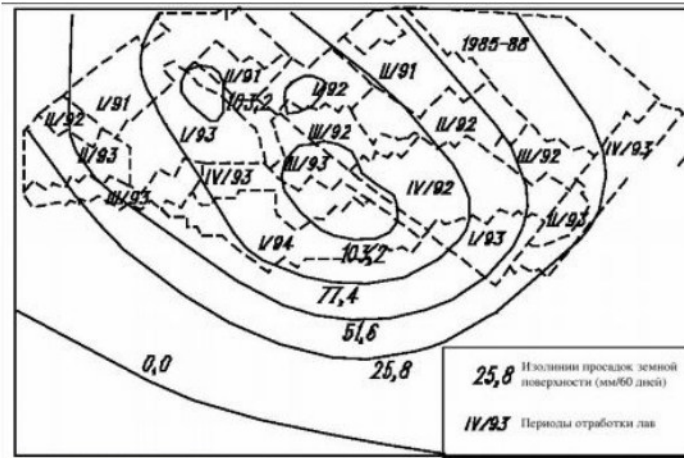 1985-88
II/91
II/91
I/92
103,2
I/91
III/92
I/93
III/92
II/92
II/93
III/93
III/92
IV/93
IV/93
IV/92
III/93
I/94
I/93
II/93
103,2
77,4
51,6
25,8
0,0
25,8 Изолинии просадок земной
поверхности (мм/60 дней)
IV/93 Периоды отработки лав